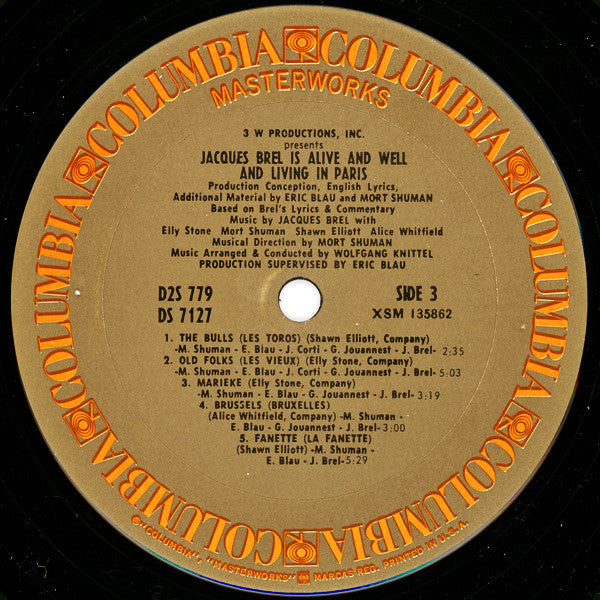 COLUMBIA COLUMBIA COLUMBIA COLUMBIA COLUMBIA COLUMBIA COLUMBIA COLUMBIA
MASTERWORKS
3 W PRODUCTIONS, INC.
presents
JACQUES BREL IS ALIVE AND WELL
AND LIVING IN PARIS
Production Conception, English Lyrics,
Additional Material by ERIC BLAU and MORT SHUMAN
Based on Brel's Lyrics & Commentary
Music by JACQUES BREL with
Elly Stone Mort Shuman Shawn Elliott Alice Whitfield
Musical Direction by MORT SHUMAN
Music Arranged & Conducted by WOLFGANG KNITTEL
PRODUCTION SUPERVISED BY ERIC BLAU
D2S 779 SIDE 3
DS 7127 XSM 135862
1. THE BULLS (LES TOROS) (Shawn Elliott, Company)
-M. Shuman - E. Blau - J. Corti - G. Jouannest - J. Brel- 2:35
2. OLD FOLKS (LES VIEUX) (Elly Stone, Company)
-M. Shuman - E. Blau - G. Jouannest - J. Brel- 5:03
3. MARIEKE (Elly Stone, Company)
-M. Shuman - E. Blau - G. Jouannest - J. Brel- 3:19
4. BRUSSELS (BRUXELLES)
(Alice Whitfield, Company) -M. Shuman -
E. Blau - G. Jouannest - J. Brel- 3:00
5. FANETTE (LA FANETTE)
(Shawn Elliott) -M. Shuman -
E. Blau - J. Brel- 5:29
® "COLUMBIA", "MASTERWORKS" MARCAS REG. PRINTED IN U.S.A.